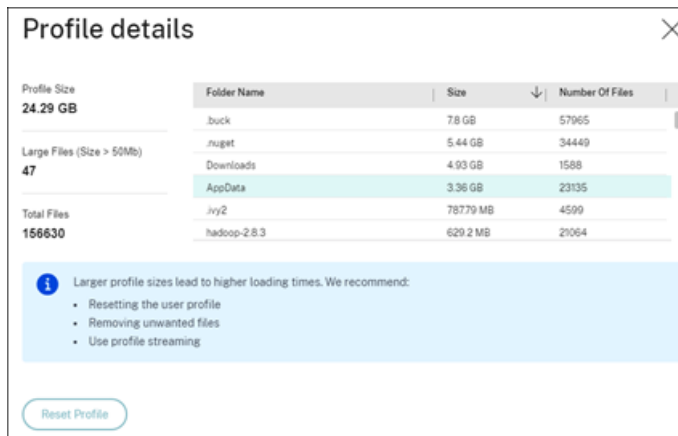 Profile details
Profile Size
24.29 GB
Large Files (Size > 50Mb)
47
Total Files
156630
Folder Name Size Number Of Files
.buck 7.8 GB 57965
.nuget 5.44 GB 34449
Downloads 4.93 GB 1588
AppData 3.36 GB 23135
.ivy2 787.79 MB 4599
hadoop-2.8.3 629.2 MB 21064
Larger profile sizes lead to higher loading times. We recommend:
• Resetting the user profile
• Removing unwanted files
• Use profile streaming
Reset Profile